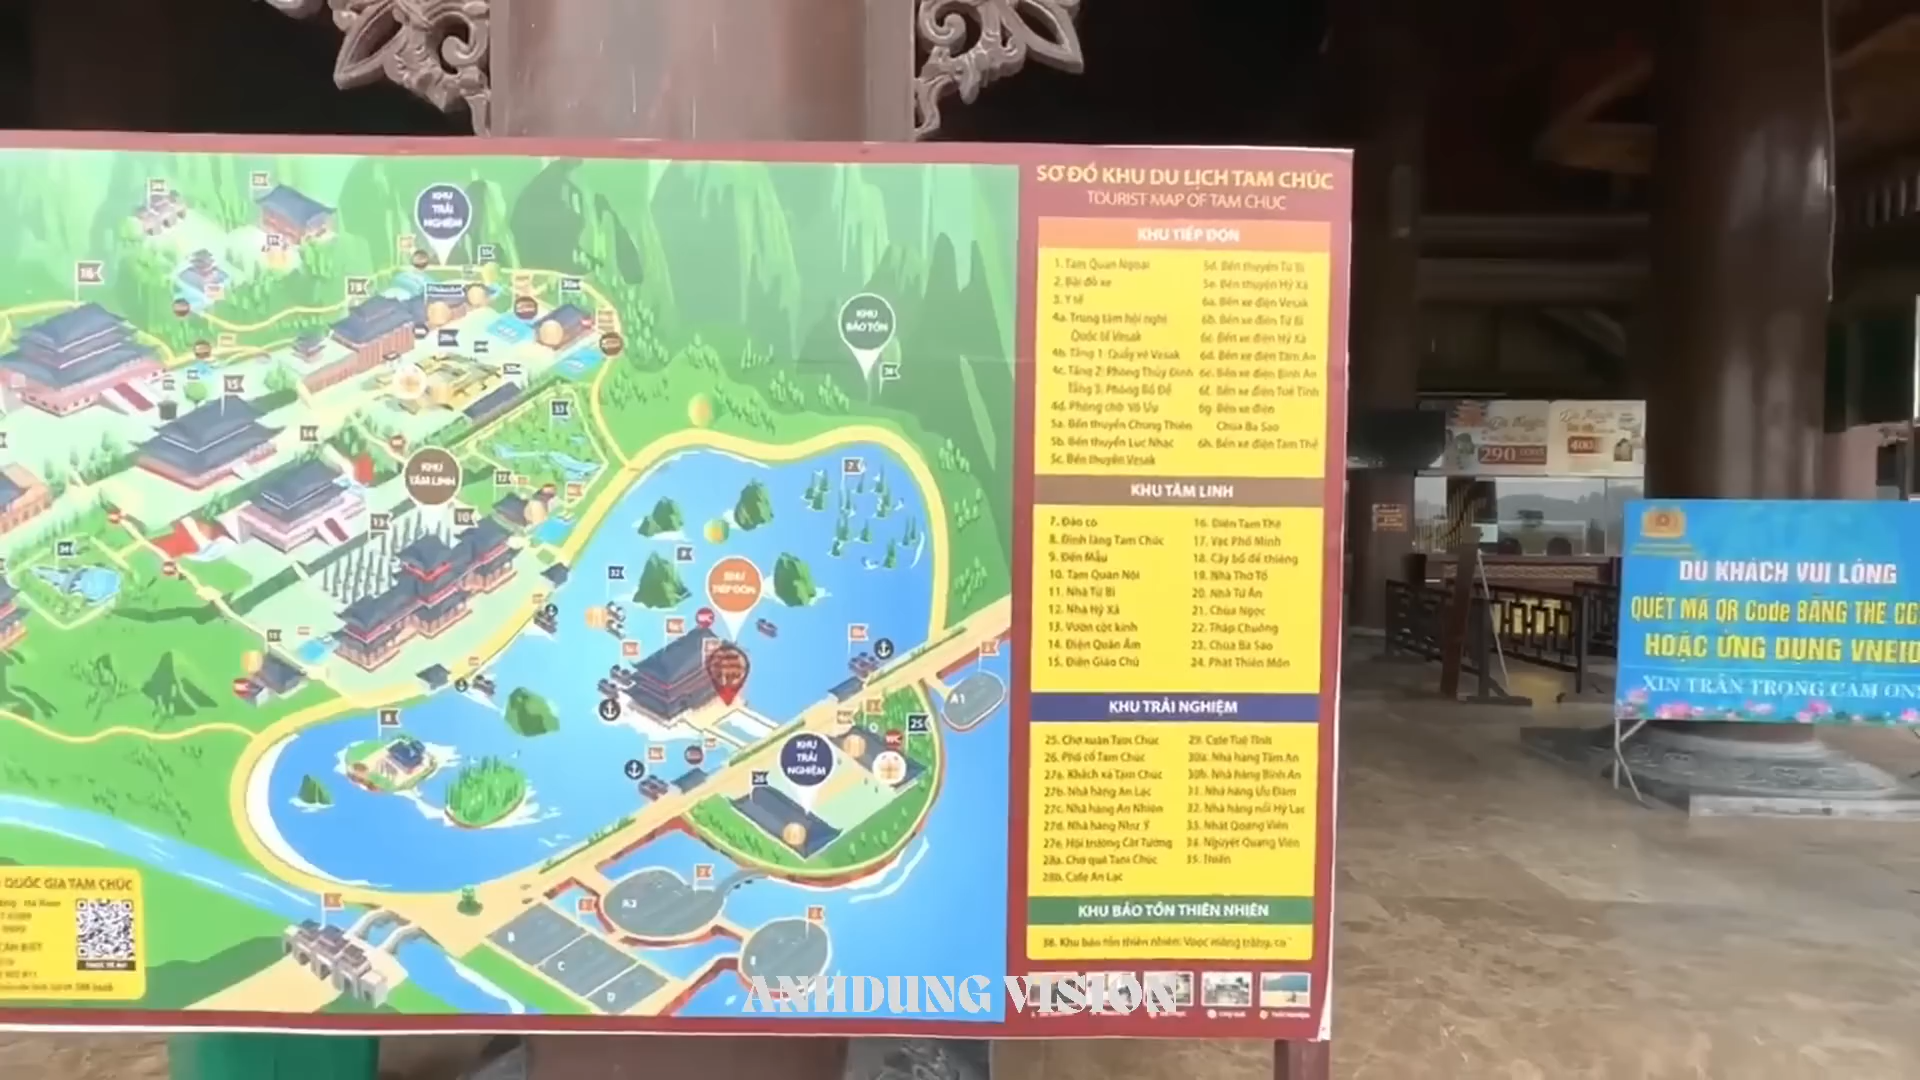 SƠ ĐỒ KHU DU LỊCH TAM CHÚC
TOURIST MAP OF TAM CHUC
KHU TIẾP ĐÓN
1. Tam Quan Ngoại
2. Bãi đỗ xe
3. Y tế
4a. Trung tâm hội nghị
Quốc tế Vesak
4b. Tầng 1: Quầy vé Vesak
4c. Tầng 2: Phòng Thủy Đình
Tầng 3: Phòng Bồ Đề
4d. Phòng chờ Vô Ưu
5a. Bến thuyền Chung Thiên
5b. Bến thuyền Lục Nhạc
5c. Bến thuyền Vesak
5d. Bến thuyền Từ Bi
5e. Bến thuyền Hỷ Xả
6a. Bến xe điện Vesak
6b. Bến xe điện Từ Bi
6c. Bến xe điện Hỷ Xả
6d. Bến xe điện Tâm An
6e. Bến xe điện Bình An
6f. Bến xe điện Tuệ Tĩnh
6g. Bến xe điện
Chùa Ba Sao
6h. Bến xe điện Tam Thế
KHU TÂM LINH
7. Đảo cò
8. Đình làng Tam Chúc
9. Đền Mẫu
10. Tam Quan Nội
11. Nhà Từ Bi
12. Nhà Hỷ Xả
13. Vườn cột kinh
14. Điện Quán Âm
15. Điện Giáo Chủ
16. Điện Tam Thế
17. Vạc Phổ Minh
18. Cây bồ đề thiêng
19. Nhà Thờ Tổ
20. Nhà Từ Ân
21. Chùa Ngọc
22. Tháp Chuông
23. Chùa Ba Sao
24. Phật Thiền Môn
KHU TRẢI NGHIỆM
25. Chợ xuân Tam Chúc
26. Phố cổ Tam Chúc
27a. Khách xá Tam Chúc
27b. Nhà hàng An Lạc
27c. Nhà hàng An Nhiên
27d. Nhà hàng Như Ý
27e. Hội trường Cát Tường
28a. Chợ quê Tam Chúc
28b. Cafe An Lạc
29. Cafe Tuệ Tĩnh
30a. Nhà hàng Tâm An
30b. Nhà hàng Bình An
31. Nhà hàng Ưu Đàm
32. Nhà hàng nổi Hỷ Lạc
33. Nhật Quang Viên
34. Nguyệt Quang Viên
KHU BẢO TỒN THIÊN NHIÊN
KHU
TRẢI
NGHIỆM
KHU
BẢO TỒN
KHU
TÂM LINH
KHU
TIẾP ĐÓN
KHU
TRẢI
NGHIỆM
A1
A2
B
C
D
QUỐC GIA TAM CHÚC
290
400
DU KHÁCH VUI LÒNG
QUÉT MÃ QR Code BẰNG THẺ CC
HOẶC ỨNG DỤNG VNEID
XIN TRÂN TRỌNG CẢM ƠN
ANHDUNG VISION